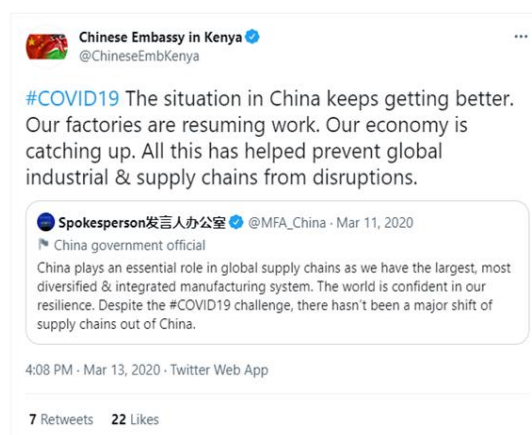 Chinese Embassy in Kenya
@ChineseEmbKenya
#COVID19 The situation in China keeps getting better.
Our factories are resuming work. Our economy is
catching up. All this has helped prevent global
industrial & supply chains from disruptions.
Spokesperson发言人办公室 @MFA_China · Mar 11, 2020
China government official
China plays an essential role in global supply chains as we have the largest, most
diversified & integrated manufacturing system. The world is confident in our
resilience. Despite the #COVID19 challenge, there hasn't been a major shift of
supply chains out of China.
4:08 PM · Mar 13, 2020 · Twitter Web App
7 Retweets 22 Likes